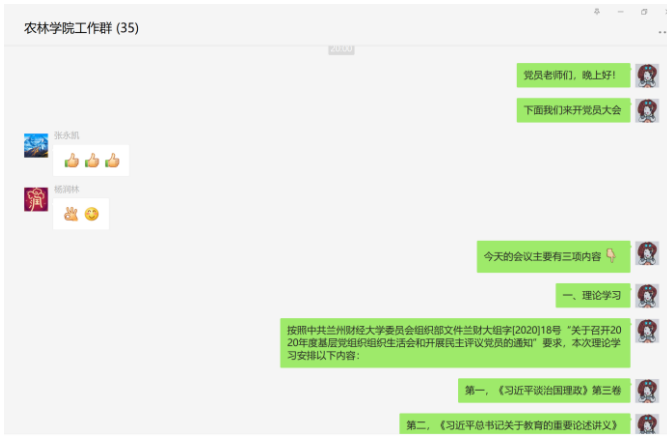 农林学院工作群 (35)
20:00
党员老师们，晚上好！
下面我们来开党员大会
张永凯
杨润林
今天的会议主要有三项内容
一、理论学习
按照中共兰州财经大学委员会组织部文件兰财大组字[2020]18号“关于召开20
20年度基层党组织组织生活会和开展民主评议党员的通知”要求，本次理论学
习安排以下内容：
第一，《习近平谈治国理政》第三卷
第二，《习近平总书记关于教育的重要论述讲义》